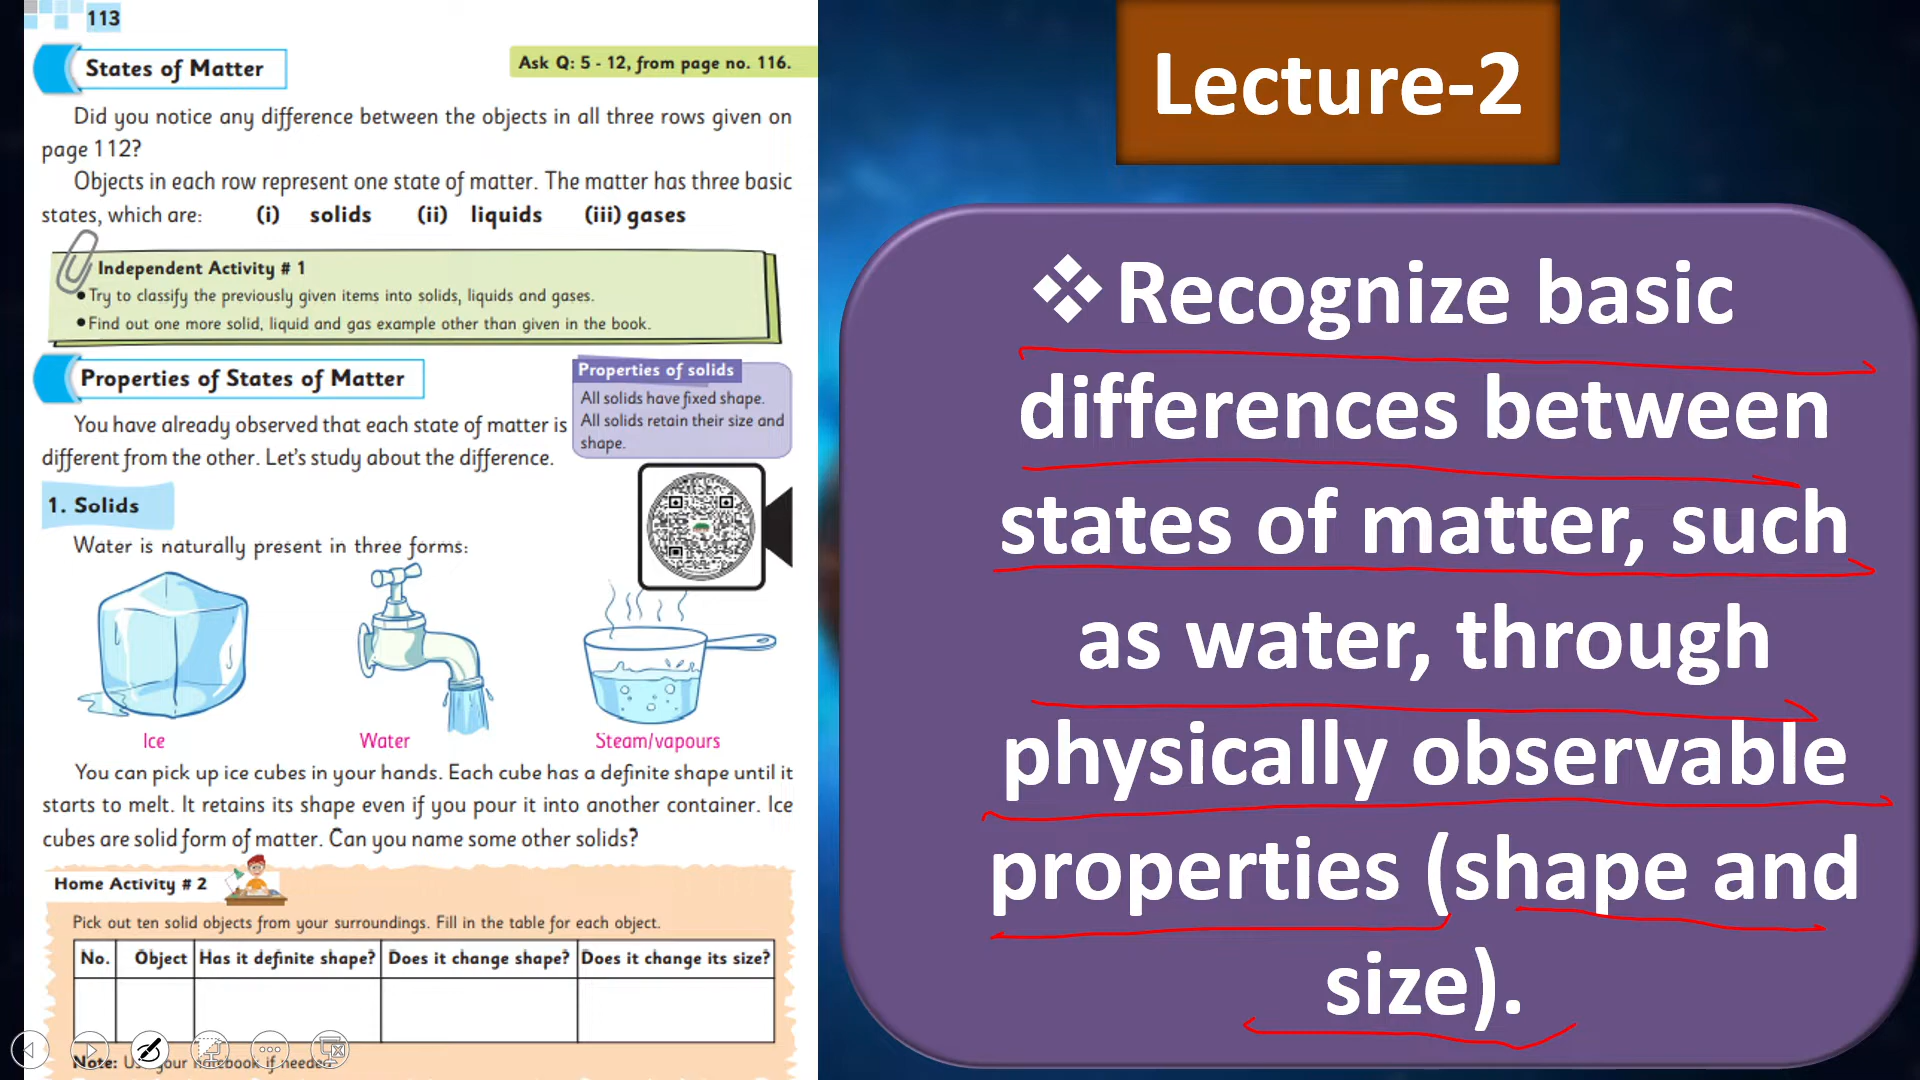 113
States of Matter
Ask Q: 5 - 12, from page no. 116.
Did you notice any difference between the objects in all three rows given on
page 112?
Objects in each row represent one state of matter. The matter has three basic
states, which are: (i) solids (ii) liquids (iii) gases
Independent Activity # 1
•Try to classify the previously given items into solids, liquids and gases.
•Find out one more solid, liquid and gas example other than given in the book.
Properties of States of Matter
Properties of solids
All solids have fixed shape.
All solids retain their size and
shape.
You have already observed that each state of matter is
different from the other. Let's study about the difference.
1. Solids
Water is naturally present in three forms:
Ice Water Steam/vapours
You can pick up ice cubes in your hands. Each cube has a definite shape until it
starts to melt. It retains its shape even if you pour it into another container. Ice
cubes are solid form of matter. Can you name some other solids?
Home Activity # 2
Pick out ten solid objects from your surroundings. Fill in the table for each object.
No. Object Has it definite shape? Does it change shape? Does it change its size?
Note: your notebook if needed
Lecture-2
❖Recognize basic
differences between
states of matter, such
as water, through
physically observable
properties (shape and
size).